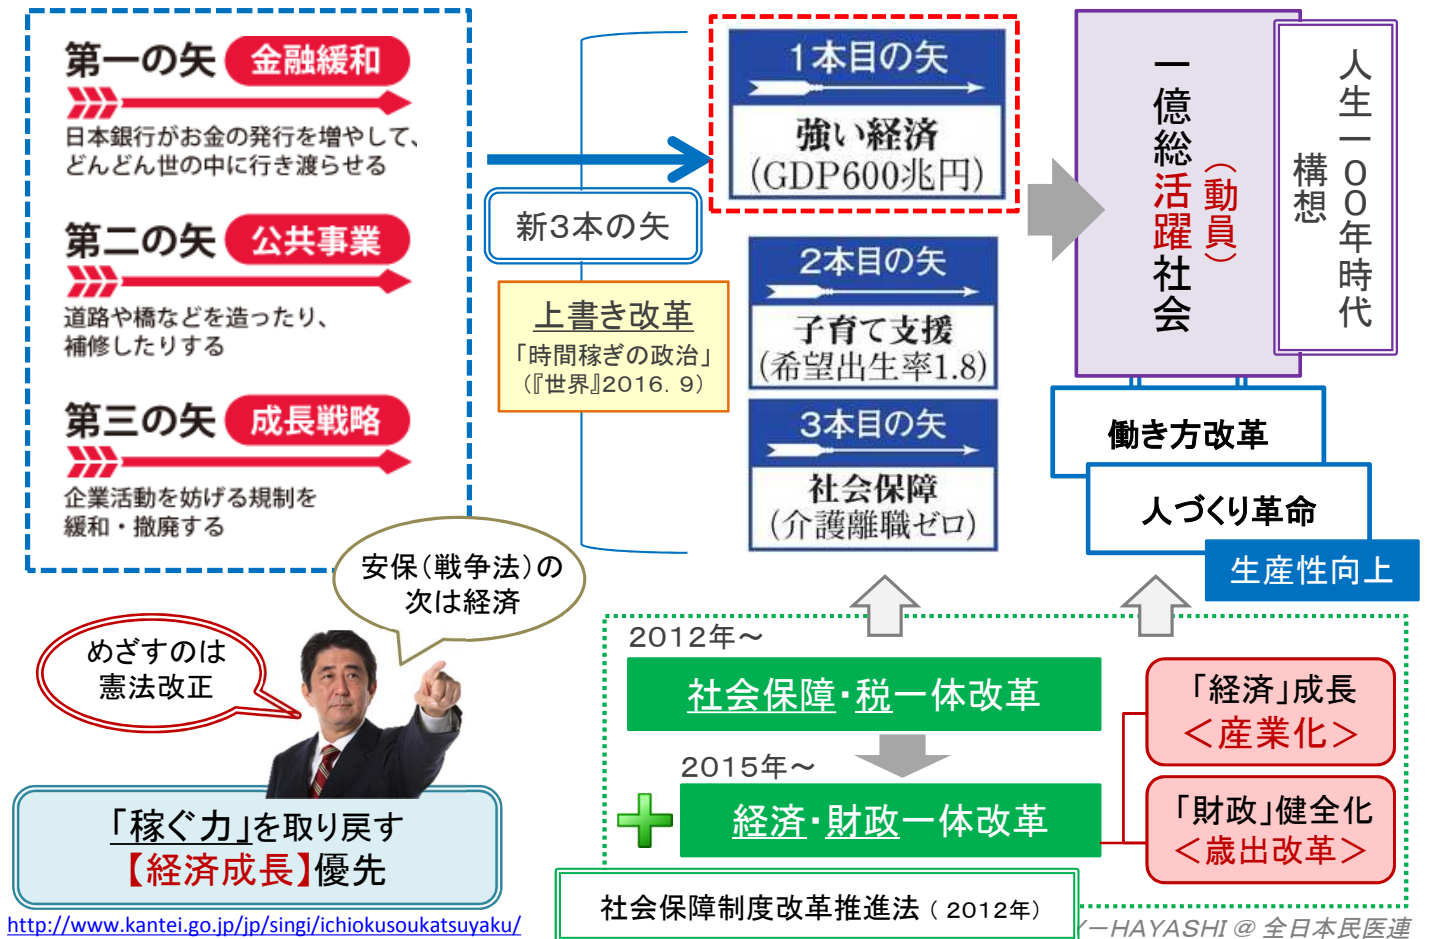 第一の矢 金融緩和
日本銀行がお金の発行を増やして、
どんどん世の中に行き渡らせる
第二の矢 公共事業
道路や橋などを造ったり、
補修したりする
第三の矢 成長戦略
企業活動を妨げる規制を
緩和・撤廃する
新3本の矢
上書き改革
「時間稼ぎの政治」
（『世界』2016．9）
1本目の矢
強い経済
(GDP600兆円)
2本目の矢
子育て支援
(希望出生率1.8)
3本目の矢
社会保障
(介護離職ゼロ)
一億総活躍社会
（動員）
人生一〇〇年時代
構想
働き方改革
人づくり革命
生産性向上
安保（戦争法）の
次は経済
めざすのは
憲法改正
「稼ぐ力」を取り戻す
【経済成長】優先
http://www.kantei.go.jp/jp/singi/ichiokusoukatsuyaku/
2012年～
社会保障・税一体改革
2015年～
経済・財政一体改革
「経済」成長
＜産業化＞
「財政」健全化
＜歳出改革＞
社会保障制度改革推進法（2012年）
Y－HAYASHI＠全日本民医連